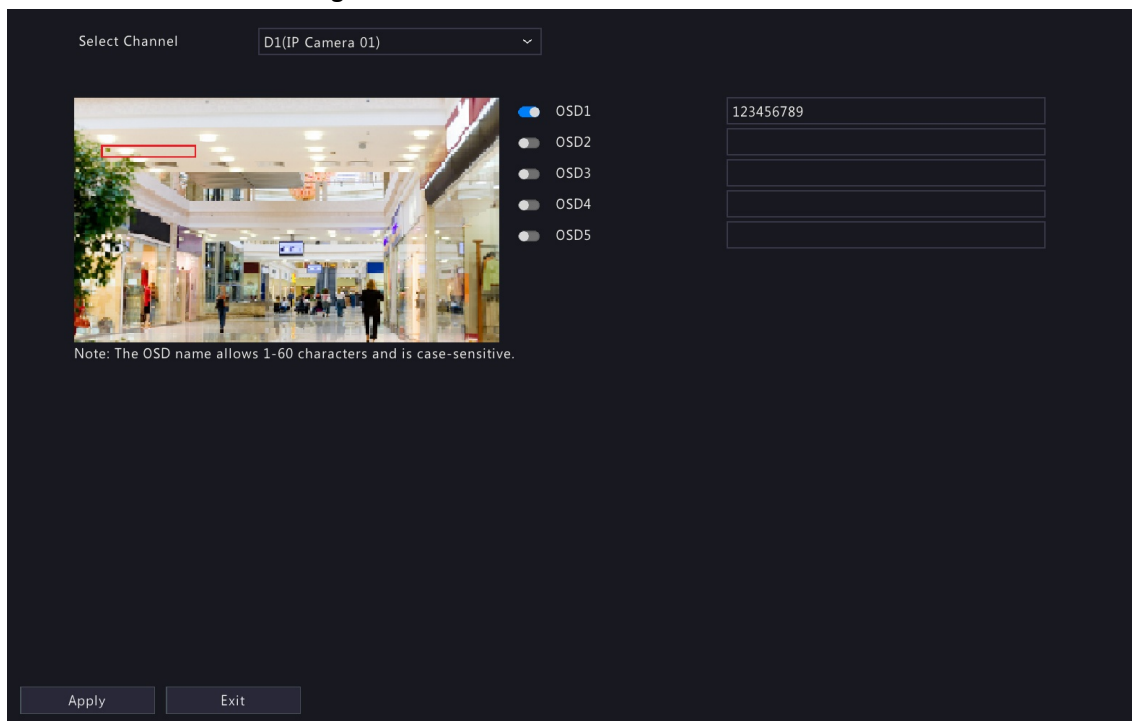 Select Channel
D1(IP Camera 01)
OSD1
123456789
OSD2
OSD3
OSD4
OSD5
Note: The OSD name allows 1-60 characters and is case-sensitive.
Apply
Exit